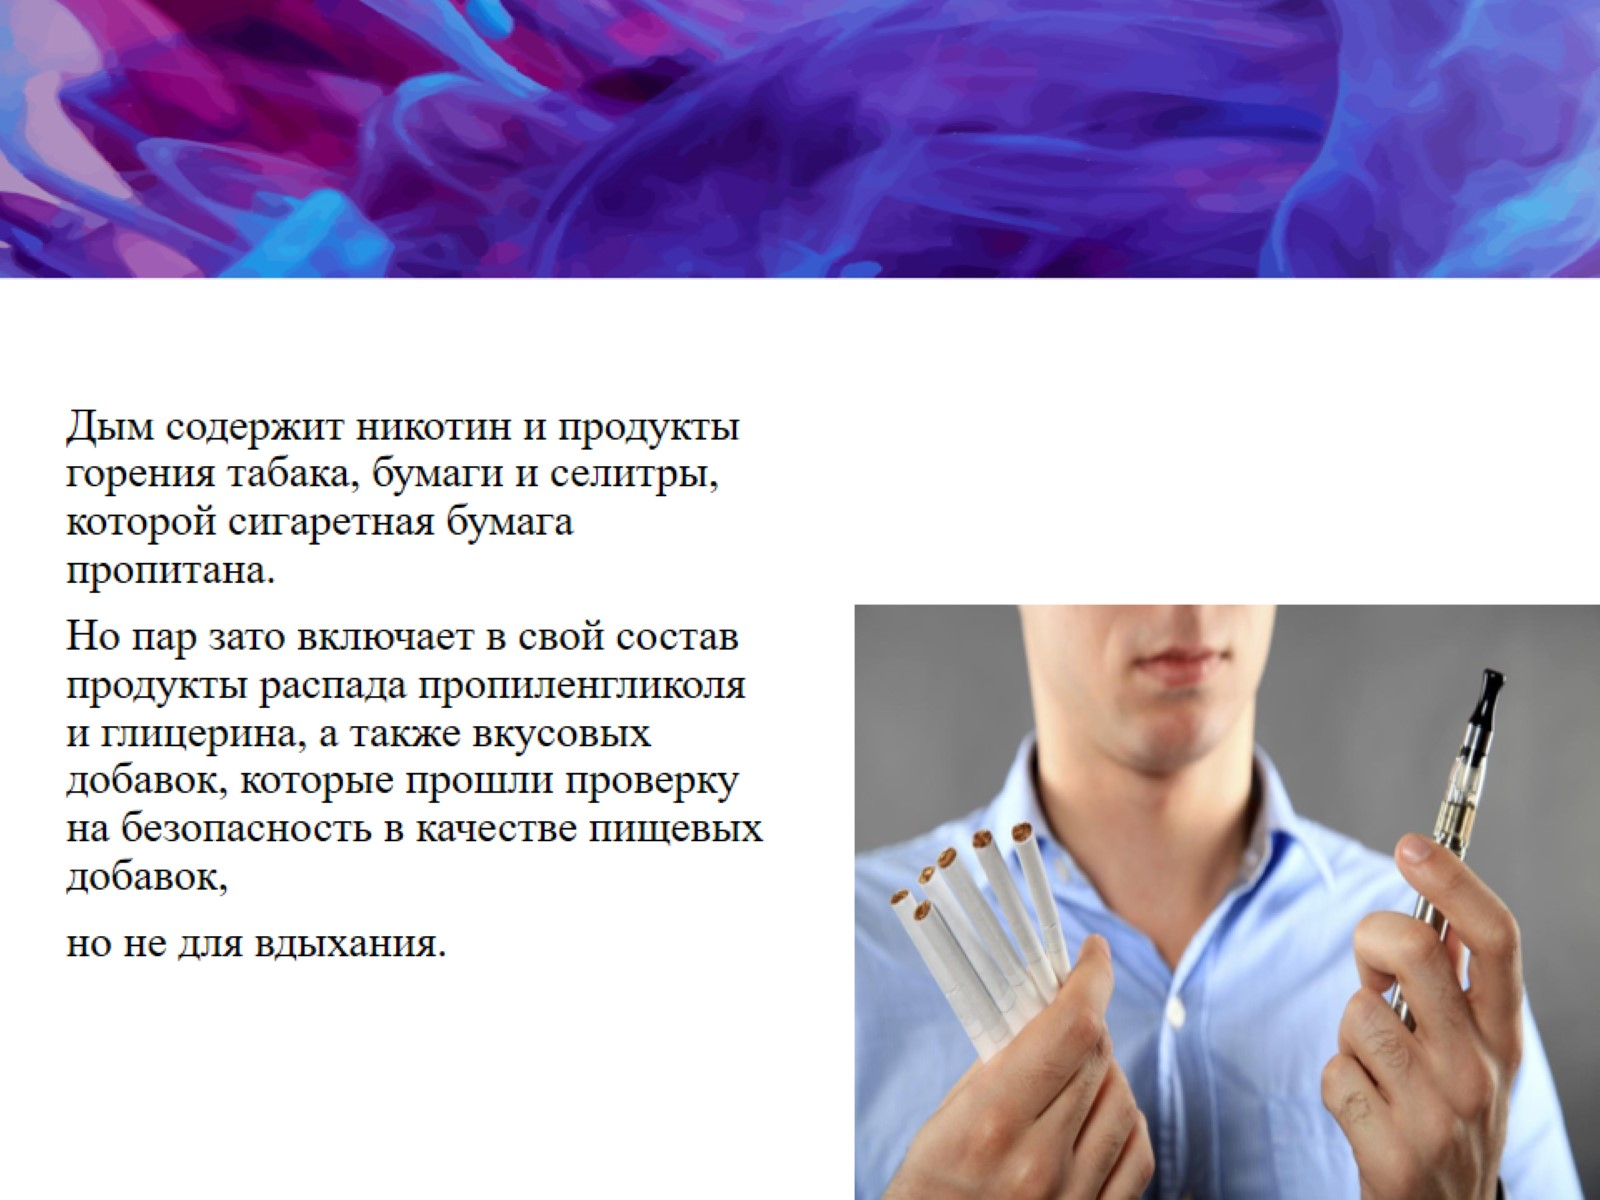 Дым содержит никотин и продукты
горения табака, бумаги и селитры,
которой сигаретная бумага
пропитана.
Но пар зато включает в свой состав
продукты распада пропиленгликоля
и глицерина, а также вкусовых
добавок, которые прошли проверку
на безопасность в качестве пищевых
добавок,
но не для вдыхания.